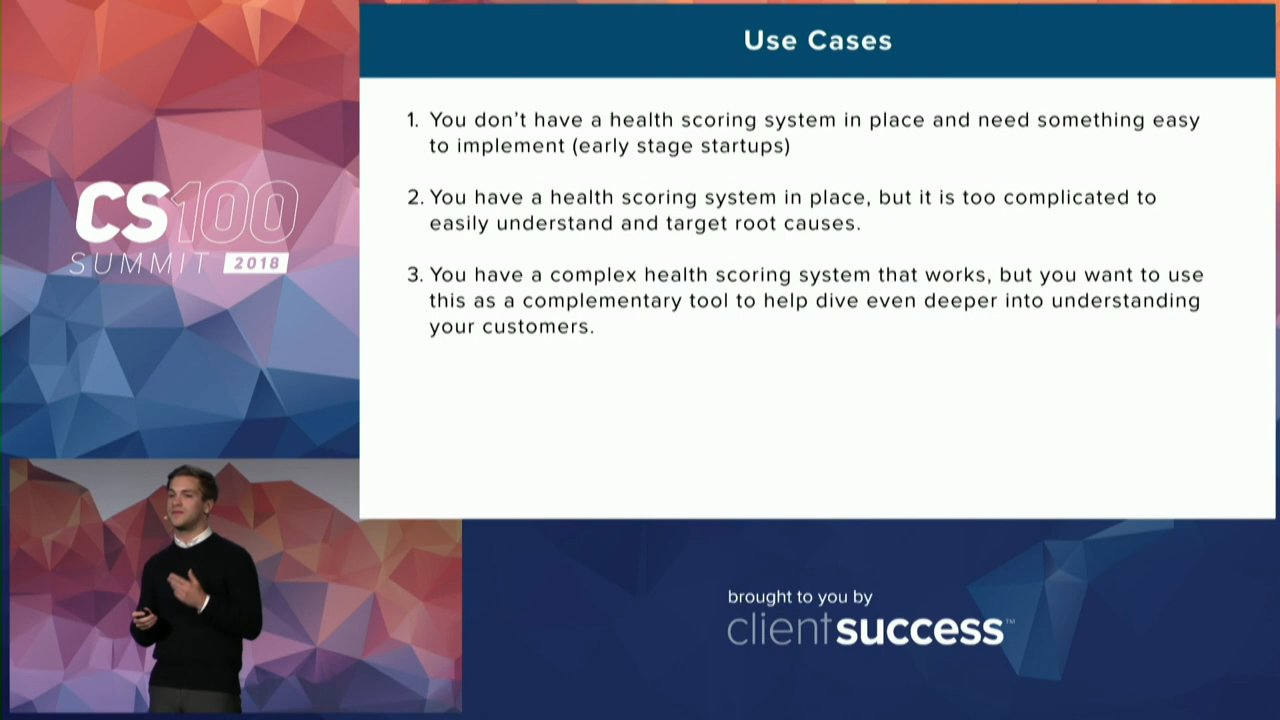 Use Cases
1. You don’t have a health scoring system in place and need something easy
to implement (early stage startups)
2. You have a health scoring system in place, but it is too complicated to
easily understand and target root causes.
3. You have a complex health scoring system that works, but you want to use
this as a complementary tool to help dive even deeper into understanding
your customers.
CS100
SUMMIT 2018
brought to you by
clientsuccess™